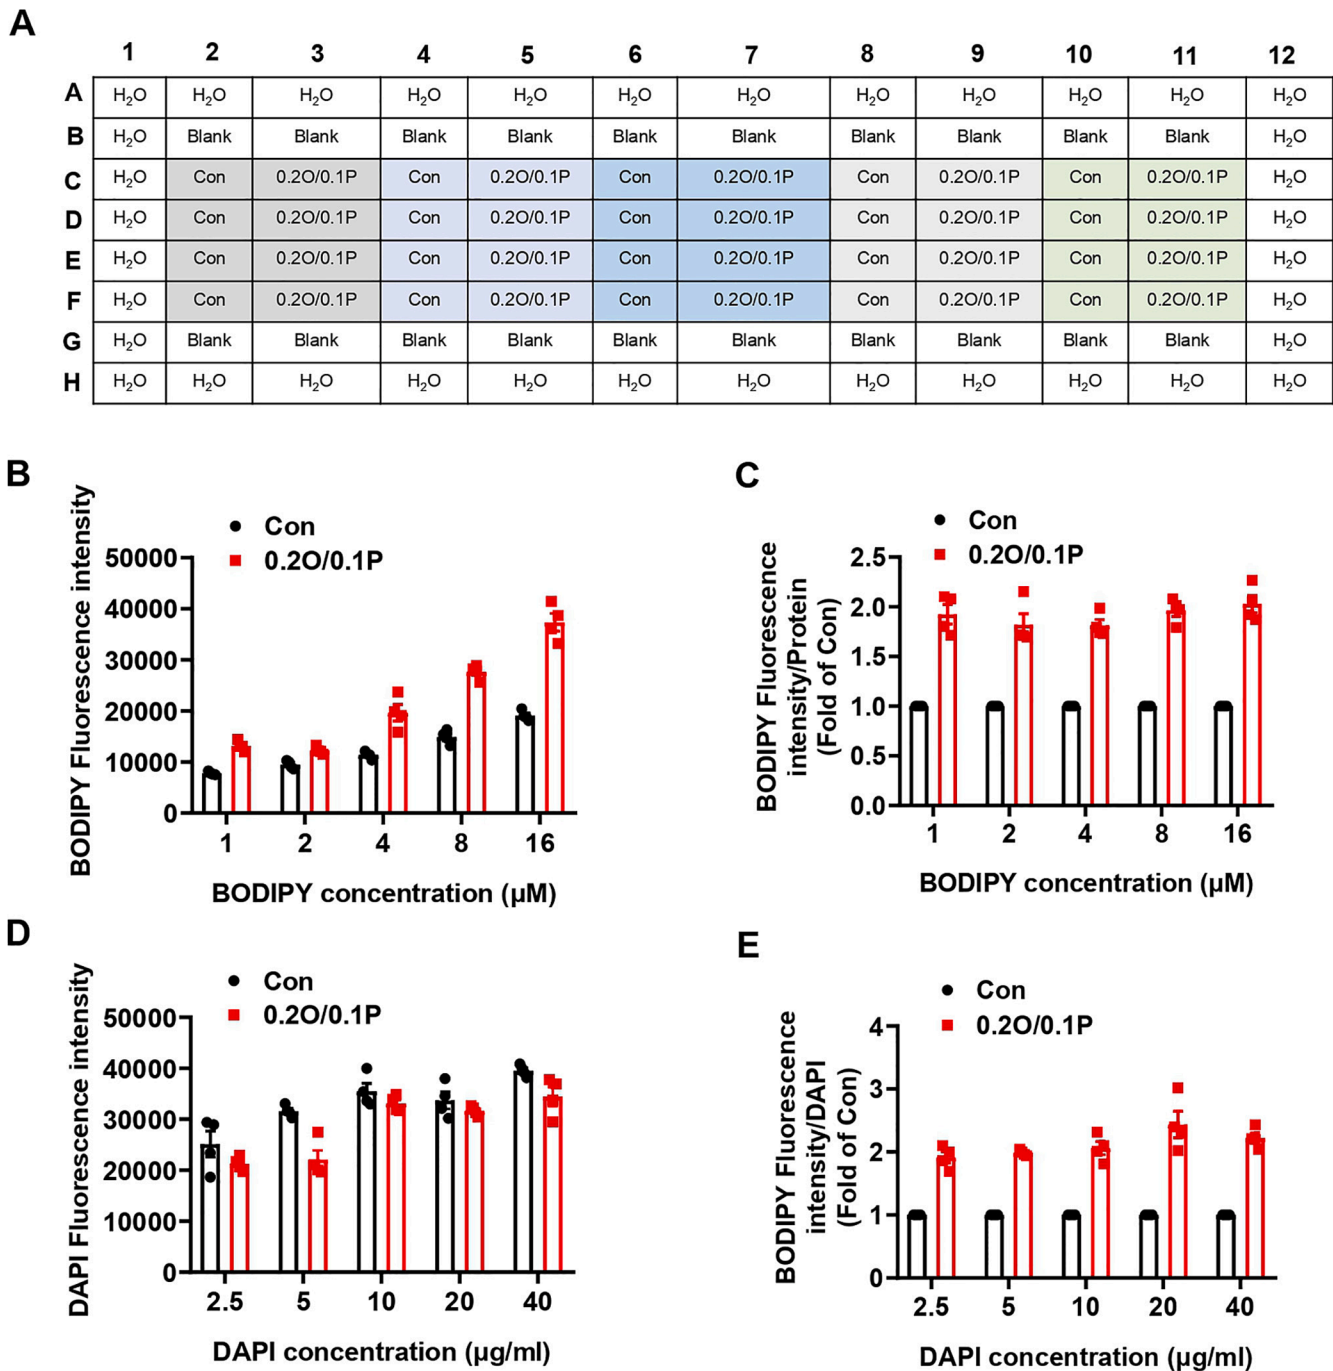 A
1 2 3 4 5 6 7 8 9 10 11 12
A H₂O H₂O H₂O H₂O H₂O H₂O H₂O H₂O H₂O H₂O H₂O H₂O
B H₂O Blank Blank Blank Blank Blank Blank Blank Blank Blank Blank H₂O
C H₂O Con 0.2O/0.1P Con 0.2O/0.1P Con 0.2O/0.1P Con 0.2O/0.1P Con 0.2O/0.1P H₂O
D H₂O Con 0.2O/0.1P Con 0.2O/0.1P Con 0.2O/0.1P Con 0.2O/0.1P Con 0.2O/0.1P H₂O
E H₂O Con 0.2O/0.1P Con 0.2O/0.1P Con 0.2O/0.1P Con 0.2O/0.1P Con 0.2O/0.1P H₂O
F H₂O Con 0.2O/0.1P Con 0.2O/0.1P Con 0.2O/0.1P Con 0.2O/0.1P Con 0.2O/0.1P H₂O
G H₂O Blank Blank Blank Blank Blank Blank Blank Blank Blank Blank H₂O
H H₂O H₂O H₂O H₂O H₂O H₂O H₂O H₂O H₂O H₂O H₂O H₂O
B
BODIPY Fluorescence intensity
Con
0.2O/0.1P
50000
40000
30000
20000
10000
0
1 2 4 8 16
BODIPY concentration (µM)
C
BODIPY Fluorescence
intensity/Protein
(Fold of Con)
Con
0.2O/0.1P
2.5
2.0
1.5
1.0
0.5
0.0
1 2 4 8 16
BODIPY concentration (µM)
D
DAPI Fluorescence intensity
Con
0.2O/0.1P
50000
40000
30000
20000
10000
0
2.5 5 10 20 40
DAPI concentration (µg/ml)
E
BODIPY Fluorescence
intensity/DAPI
(Fold of Con)
Con
0.2O/0.1P
4
3
2
1
0
2.5 5 10 20 40
DAPI concentration (µg/ml)